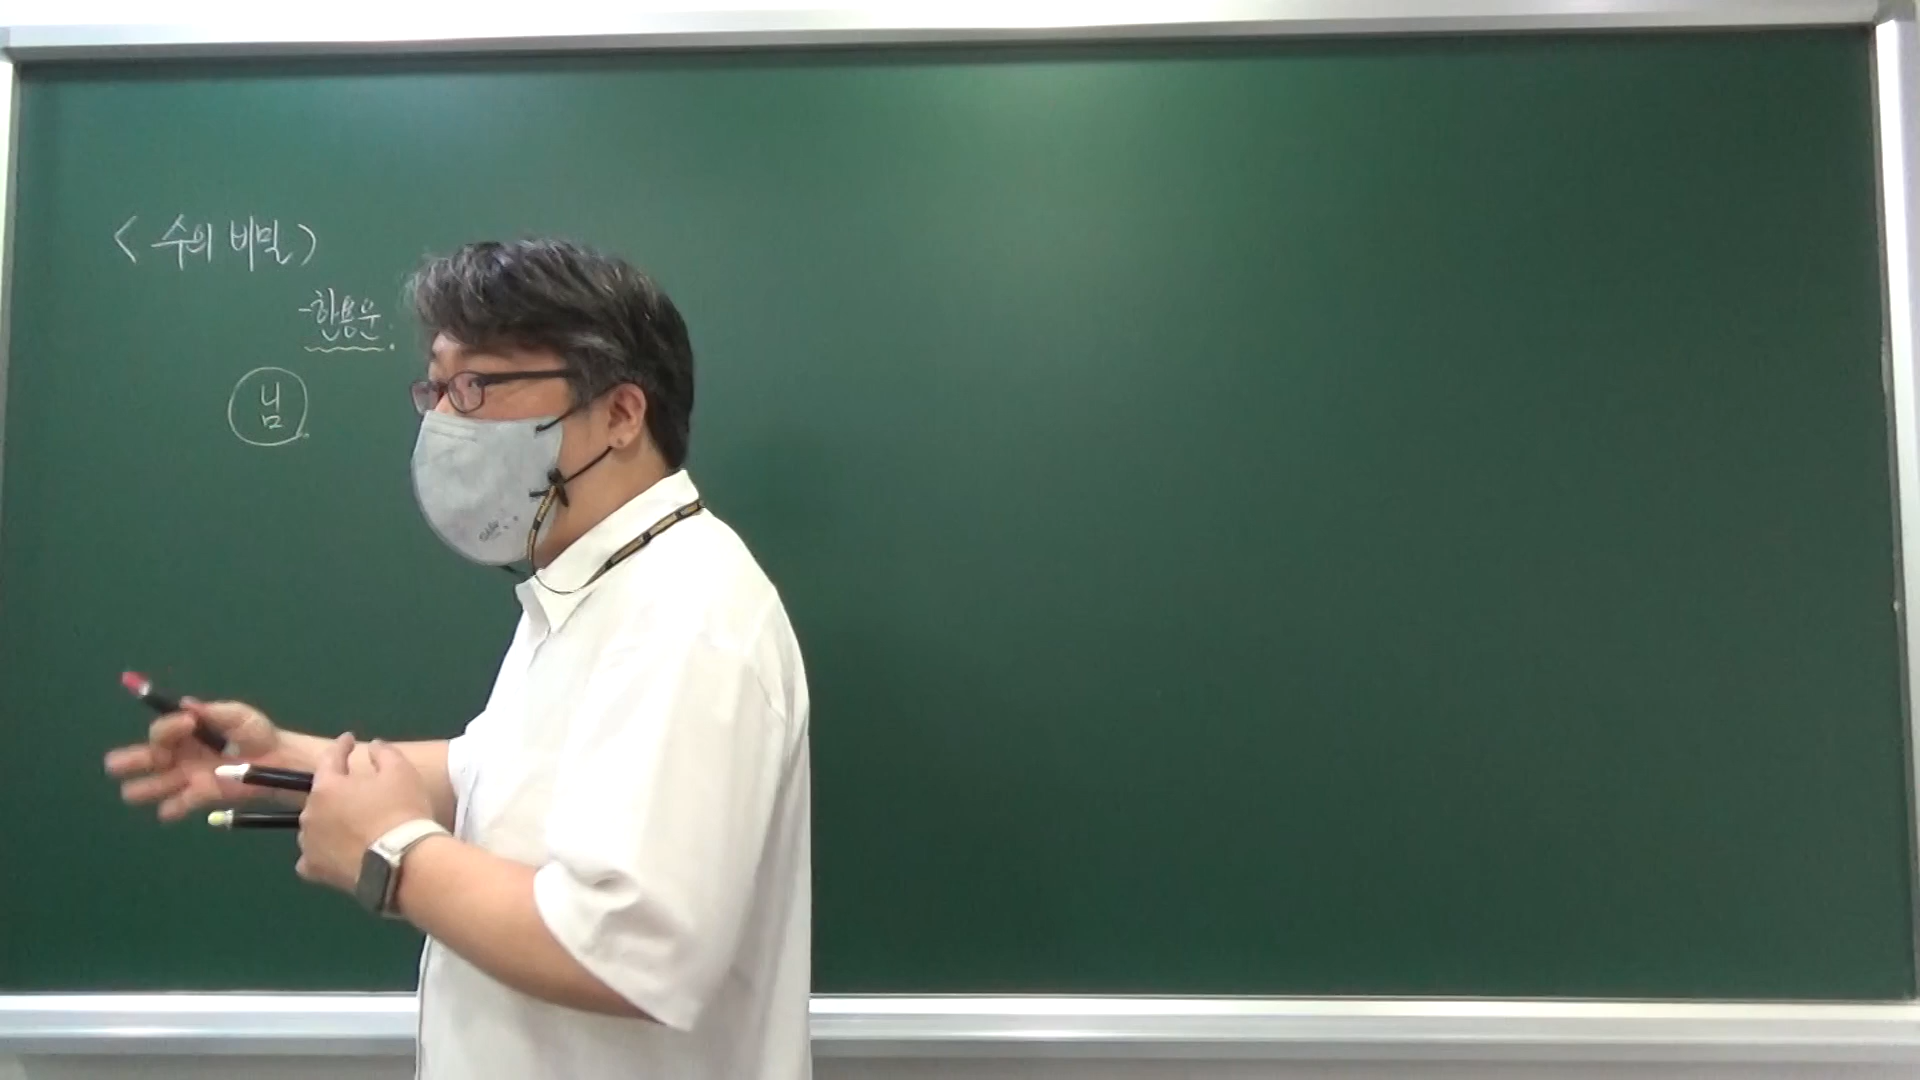 < 수의 비밀 >
- 한용운.
님